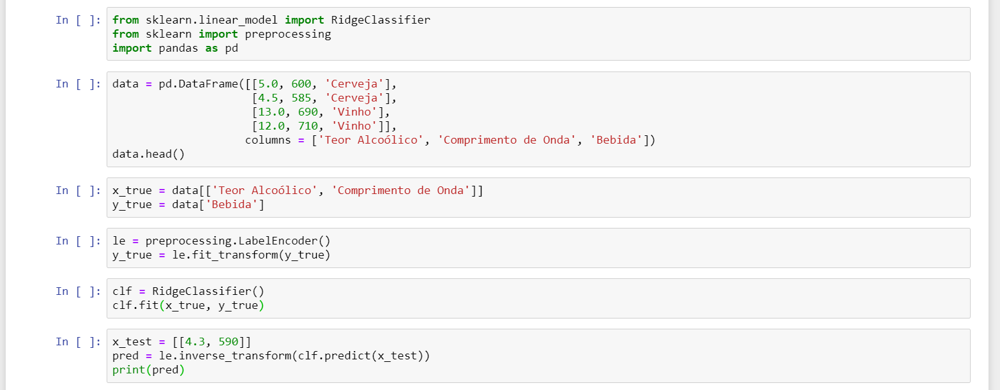 In [ ]: from sklearn.linear_model import RidgeClassifier
from sklearn import preprocessing
import pandas as pd
In [ ]: data = pd.DataFrame([[5.0, 600, 'Cerveja'],
[4.5, 585, 'Cerveja'],
[13.0, 690, 'Vinho'],
[12.0, 710, 'Vinho']],
columns = ['Teor Alcoólico', 'Comprimento de Onda', 'Bebida'])
data.head()
In [ ]: x_true = data[['Teor Alcoólico', 'Comprimento de Onda']]
y_true = data['Bebida']
In [ ]: le = preprocessing.LabelEncoder()
y_true = le.fit_transform(y_true)
In [ ]: clf = RidgeClassifier()
clf.fit(x_true, y_true)
In [ ]: x_test = [[4.3, 590]]
pred = le.inverse_transform(clf.predict(x_test))
print(pred)